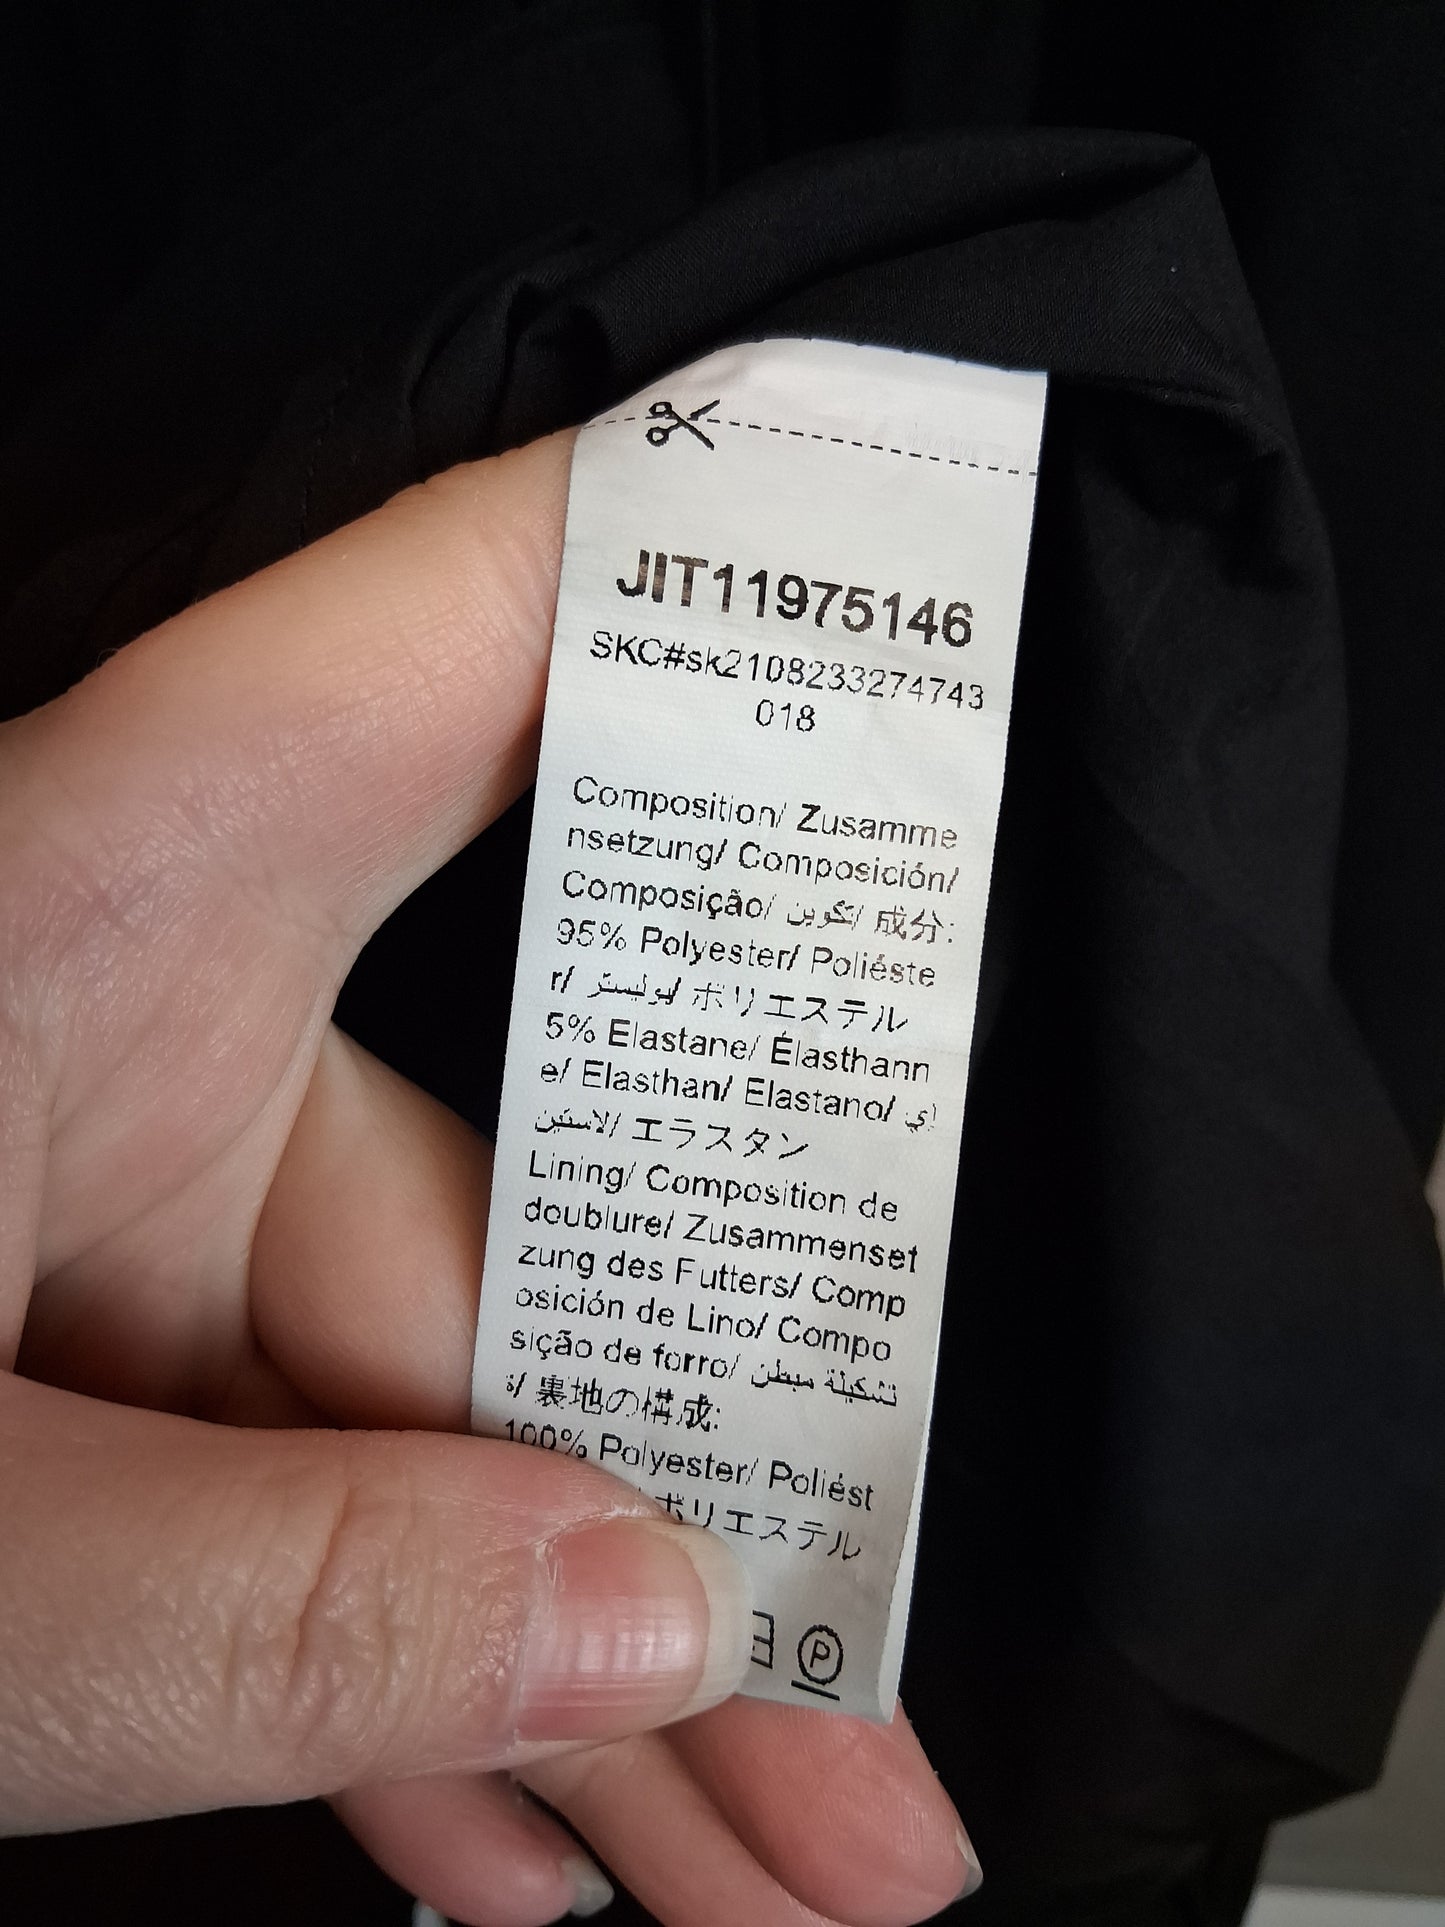 JIT11975146
SKC#sk2108233274743
018
Composition/ Zusamme
nsetzung/ Composición/
Composição/ تكوين/ 成分:
95% Polyester/ Poliéste
r/ بوليستر/ ポリエステル
5% Elastane/ Élasthann
e/ Elasthan/ Elastano/ إي
لاستين/ エラスタン
Lining/ Composition de
doublure/ Zusammenset
zung des Futters/ Comp
osición de Lino/ Compo
sição de forro/ تشكيلة مبطن
ة/ 裏地の構成:
100% Polyester/ Poliést
ポリエステル
P